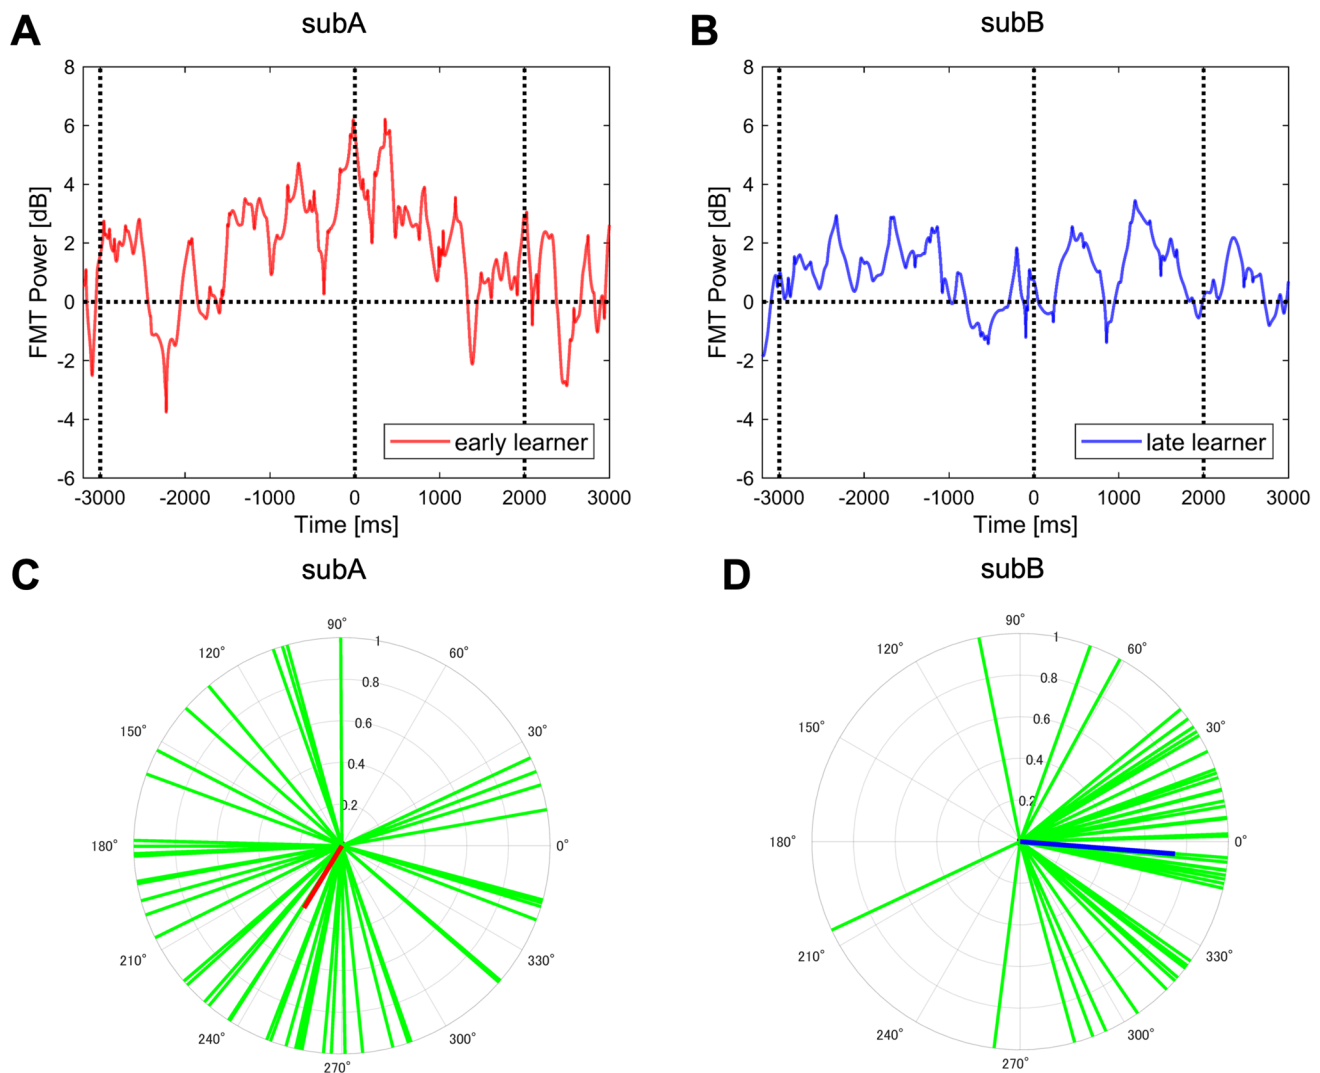 A
subA
B
subB
8
6
4
2
0
-2
-4
-6
FMT Power [dB]
early learner
-3000 -2000 -1000 0 1000 2000 3000
Time [ms]
8
6
4
2
0
-2
-4
-6
FMT Power [dB]
late learner
-3000 -2000 -1000 0 1000 2000 3000
Time [ms]
C
subA
D
subB
90°
120° 60°
150° 30°
180° 0°
210° 330°
240° 300°
270°
1
0.8
0.6
0.4
0.2
90°
120° 60°
150° 30°
180° 0°
210° 330°
240° 300°
270°
1
0.8
0.6
0.4
0.2